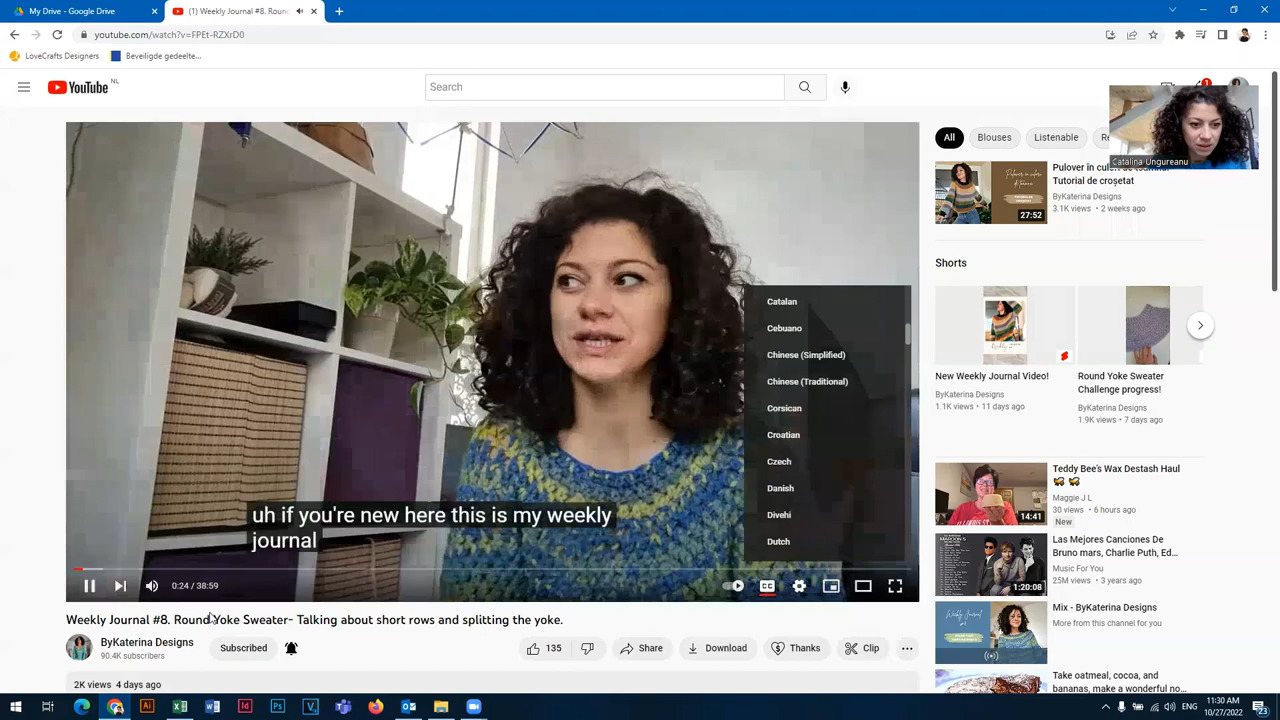 My Drive - Google Drive
(1) Weekly Journal #8. Round
youtube.com/watch?v=FPEt-RZXrD0
LoveCrafts Designers
Beveiligde gedeelte...
YouTube NL
Search
1
Catalina Ungureanu
All
Blouses
Listenable
Tutorial de croșetat
ByKaterina Designs
3.1K views • 2 weeks ago
27:52
Shorts
New Weekly Journal Video!
ByKaterina Designs
1.1K views • 11 days ago
Round Yoke Sweater
Challenge progress!
ByKaterina Designs
1.9K views • 7 days ago
Catalan
Cebuano
Chinese (Simplified)
Chinese (Traditional)
Corsican
Croatian
Czech
Danish
Divehi
Dutch
uh if you're new here this is my weekly
journal
0:24 / 38:59
CC
Teddy Bee's Wax Destash Haul
Maggie J L
30 views • 6 hours ago
New
14:41
Las Mejores Canciones De
Bruno mars, Charlie Puth, Ed...
Music For You
25M views • 3 years ago
1:20:08
Mix - ByKaterina Designs
More from this channel for you
Take oatmeal, cocoa, and
bananas, make a wonderful no...
Weekly Journal #8. Round Yoke Sweater- Talking about short rows and splitting the yoke.
ByKaterina Designs
90.4K subscribers
Subscribed
135
Share
Download
Thanks
Clip
2K views 4 days ago
ENG
11:30 AM
10/27/2022
23